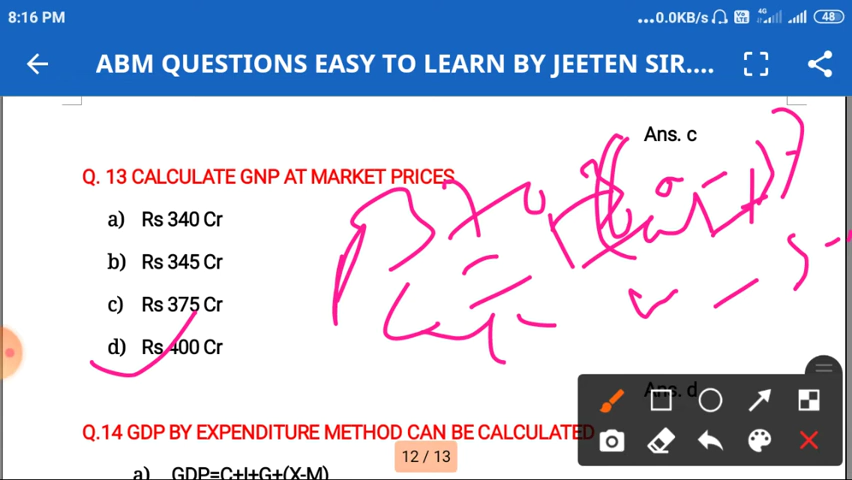 8:16 PM ...0.0KB/s 4G 48
ABM QUESTIONS EASY TO LEARN BY JEETEN SIR....
Ans. c
Q. 13 CALCULATE GNP AT MARKET PRICES
a) Rs 340 Cr
b) Rs 345 Cr
c) Rs 375 Cr
d) Rs 400 Cr
Ans. d
Q.14 GDP BY EXPENDITURE METHOD CAN BE CALCULATED
12 / 13
a) GDP=C+I+G+(X-M)